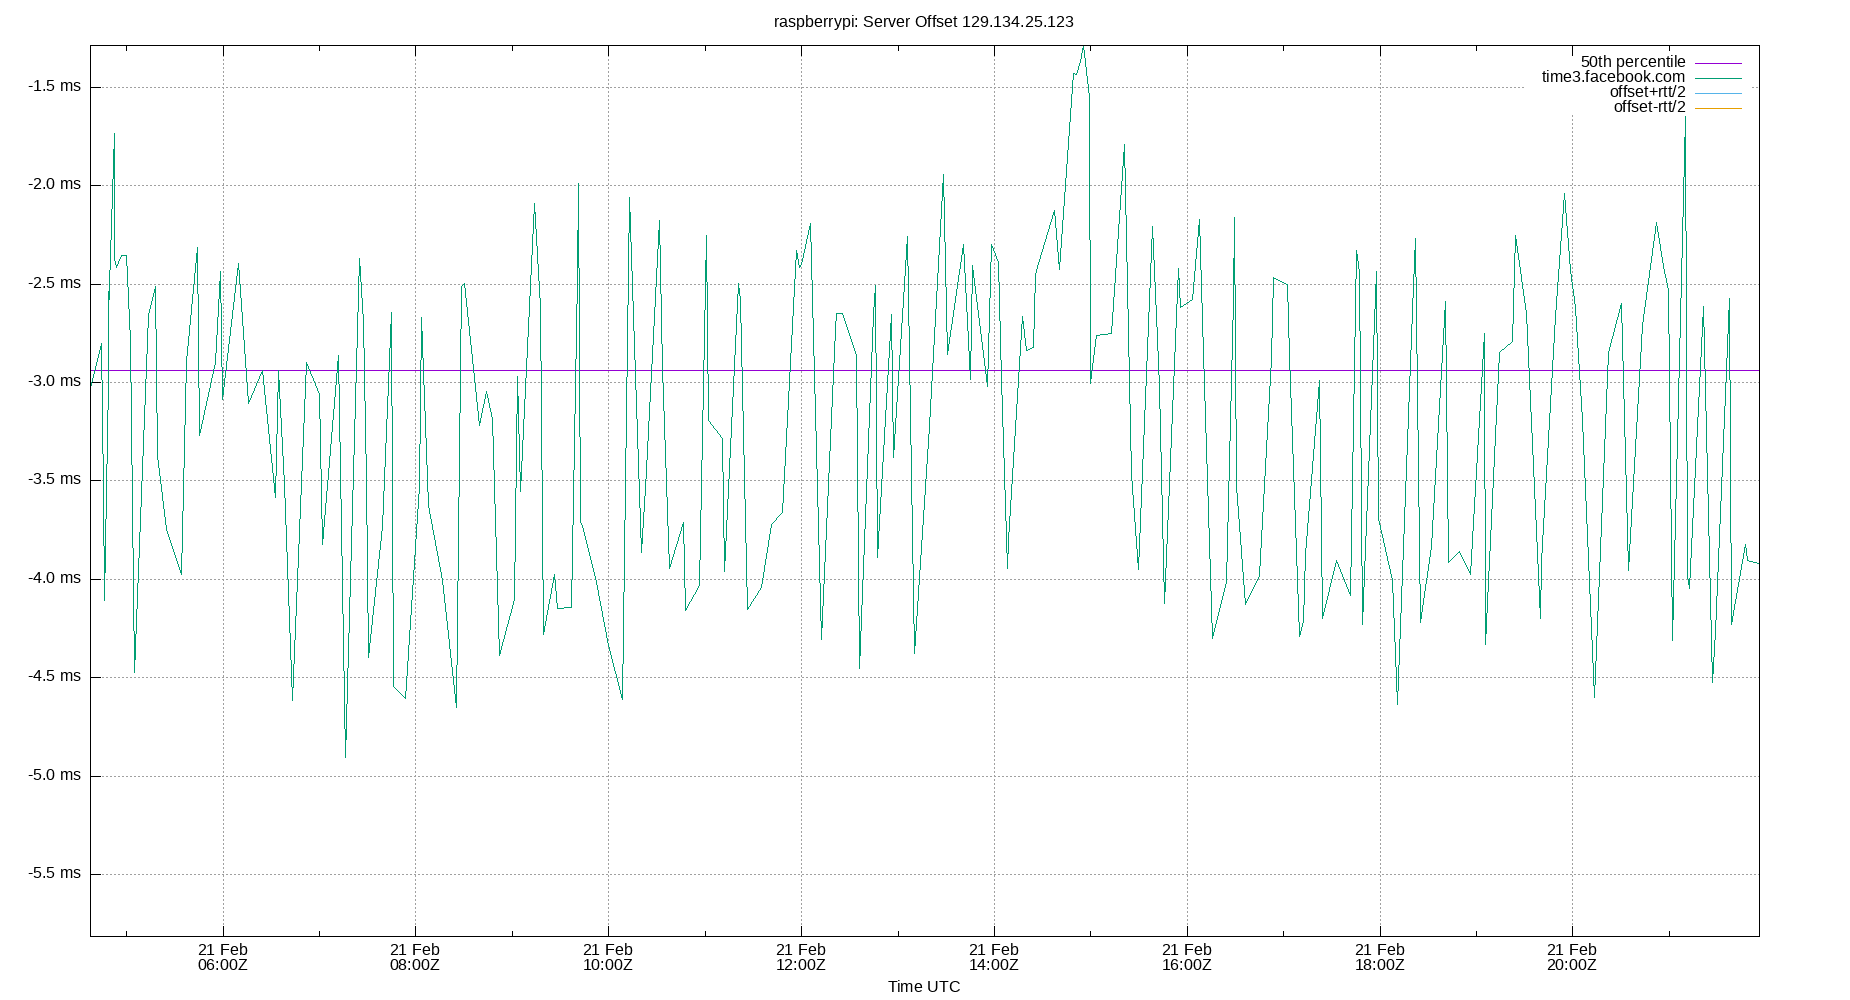 raspberrypi: Server Offset 129.134.25.123
50th percentile
time3.facebook.com
offset+rtt/2
offset-rtt/2
-1.5 ms
-2.0 ms
-2.5 ms
-3.0 ms
-3.5 ms
-4.0 ms
-4.5 ms
-5.0 ms
-5.5 ms
21 Feb 21 Feb 21 Feb 21 Feb 21 Feb 21 Feb 21 Feb 21 Feb
06:00Z 08:00Z 10:00Z 12:00Z 14:00Z 16:00Z 18:00Z 20:00Z
Time UTC